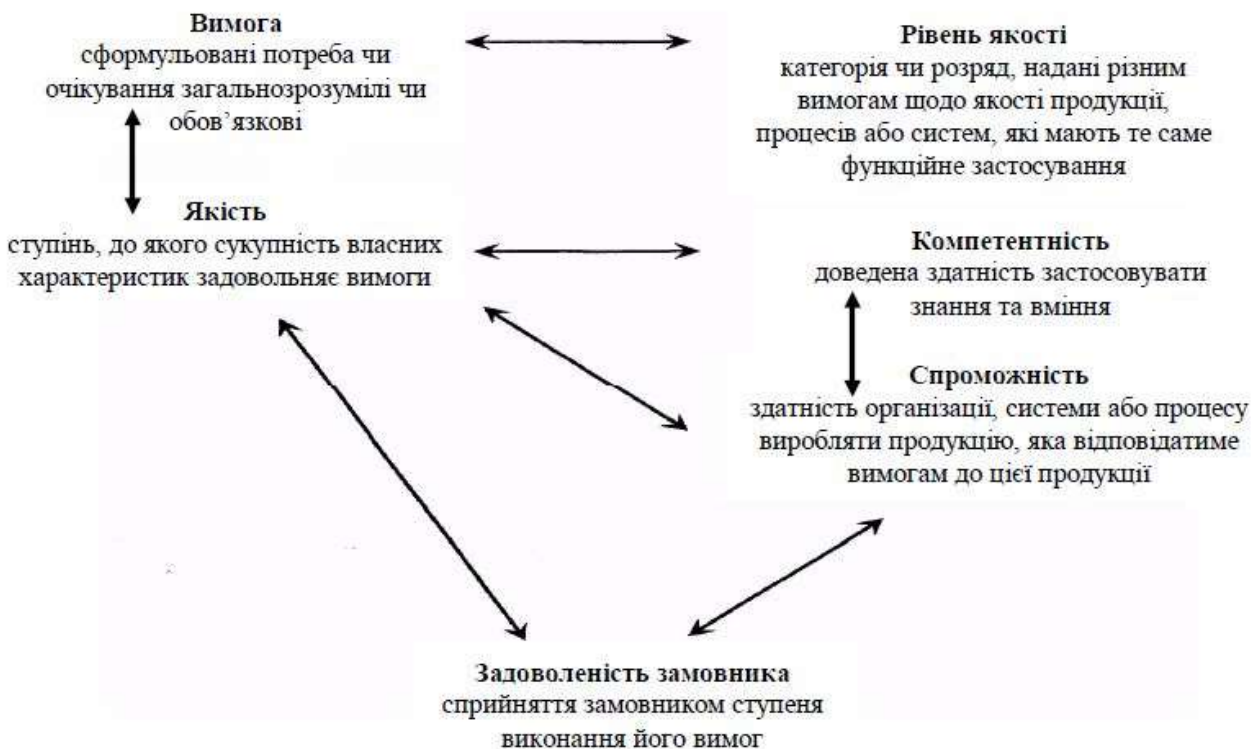 Вимога
сформульовані потреба чи
очікування загальнозрозумілі чи
обов’язкові
Рівень якості
категорія чи розряд, надані різним
вимогам щодо якості продукції,
процесів або систем, які мають те саме
функційне застосування
Якість
ступінь, до якого сукупність власних
характеристик задовольняє вимоги
Компетентність
доведена здатність застосовувати
знання та вміння
Спроможність
здатність організації, системи або процесу
виробляти продукцію, яка відповідатиме
вимогам до цієї продукції
Задоволеність замовника
сприйняття замовником ступеня
виконання його вимог